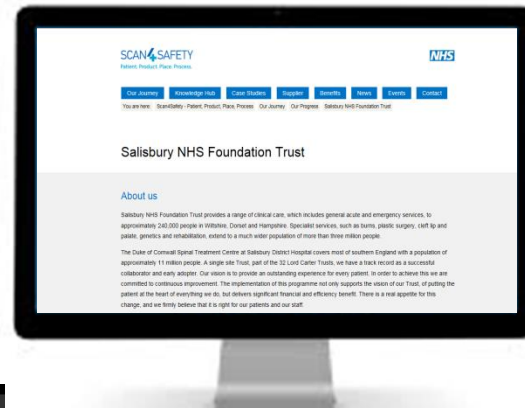 SCAN4SAFETY
Patient, Product, Place, Process.
NHS
Our Journey Knowledge Hub Case Studies Supplier Benefits News Events Contact
You are here: Scan4Safety - Patient, Product, Place, Process Our Journey Our Progress Salisbury NHS Foundation Trust
Salisbury NHS Foundation Trust
About us
Salisbury NHS Foundation Trust provides a range of clinical care, which includes general acute and emergency services, to
approximately 240,000 people in Wiltshire, Dorset and Hampshire. Specialist services, such as burns, plastic surgery, cleft lip and
palate, genetics and rehabilitation, extend to a much wider population of more than three million people.
The Duke of Cornwall Spinal Treatment Centre at Salisbury District Hospital covers most of southern England with a population of
approximately 11 million people. A single site Trust, part of the 32 Lord Carter Trusts, we have a track record as a successful
collaborator and early adopter. Our vision is to provide an outstanding experience for every patient. In order to achieve this we are
committed to continuous improvement. The implementation of this programme not only supports the vision of our Trust, of putting the
patient at the heart of everything we do, but delivers significant financial and efficiency benefit. There is a real appetite for this
change, and we firmly believe that it is right for our patients and our staff.